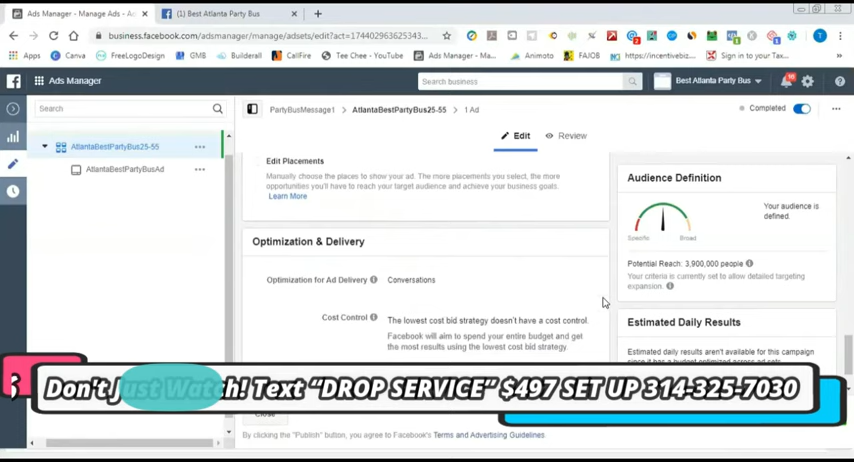 Ads Manager - Manage Ads - Ads
(1) Best Atlanta Party Bus
business.facebook.com/adsmanager/manage/adsets/edit?act=174402963625343...
Apps
Canva
FreeLogoDesign
GMB
Builderall
CallFire
Tee Chee - YouTube
Ads Manager - Ma...
Animoto
FAJOB
https://incentivebiz...
Sign in to your Tax...
Ads Manager
Search business
Best Atlanta Party Bus
Search
PartyBusMessage1
AtlantaBestPartyBus25-55
1 Ad
Completed
AtlantaBestPartyBus25-55
AtlantaBestPartyBusAd
Edit
Review
Edit Placements
Manually choose the places to show your ad. The more placements you select, the more
opportunities you'll have to reach your target audience and achieve your business goals.
Learn More
Optimization & Delivery
Optimization for Ad Delivery
Conversations
Cost Control
The lowest cost bid strategy doesn't have a cost control.
Facebook will aim to spend your entire budget and get
the most results using the lowest cost bid strategy.
Audience Definition
Your audience is
defined.
Specific
Broad
Potential Reach: 3,900,000 people
Your criteria is currently set to allow detailed targeting
expansion.
Estimated Daily Results
Estimated daily results aren't available for this campaign
Don't Just Watch! Text “DROP SERVICE” $497 SET UP 314-325-7030
Close
By clicking the "Publish" button, you agree to Facebook's Terms and Advertising Guidelines